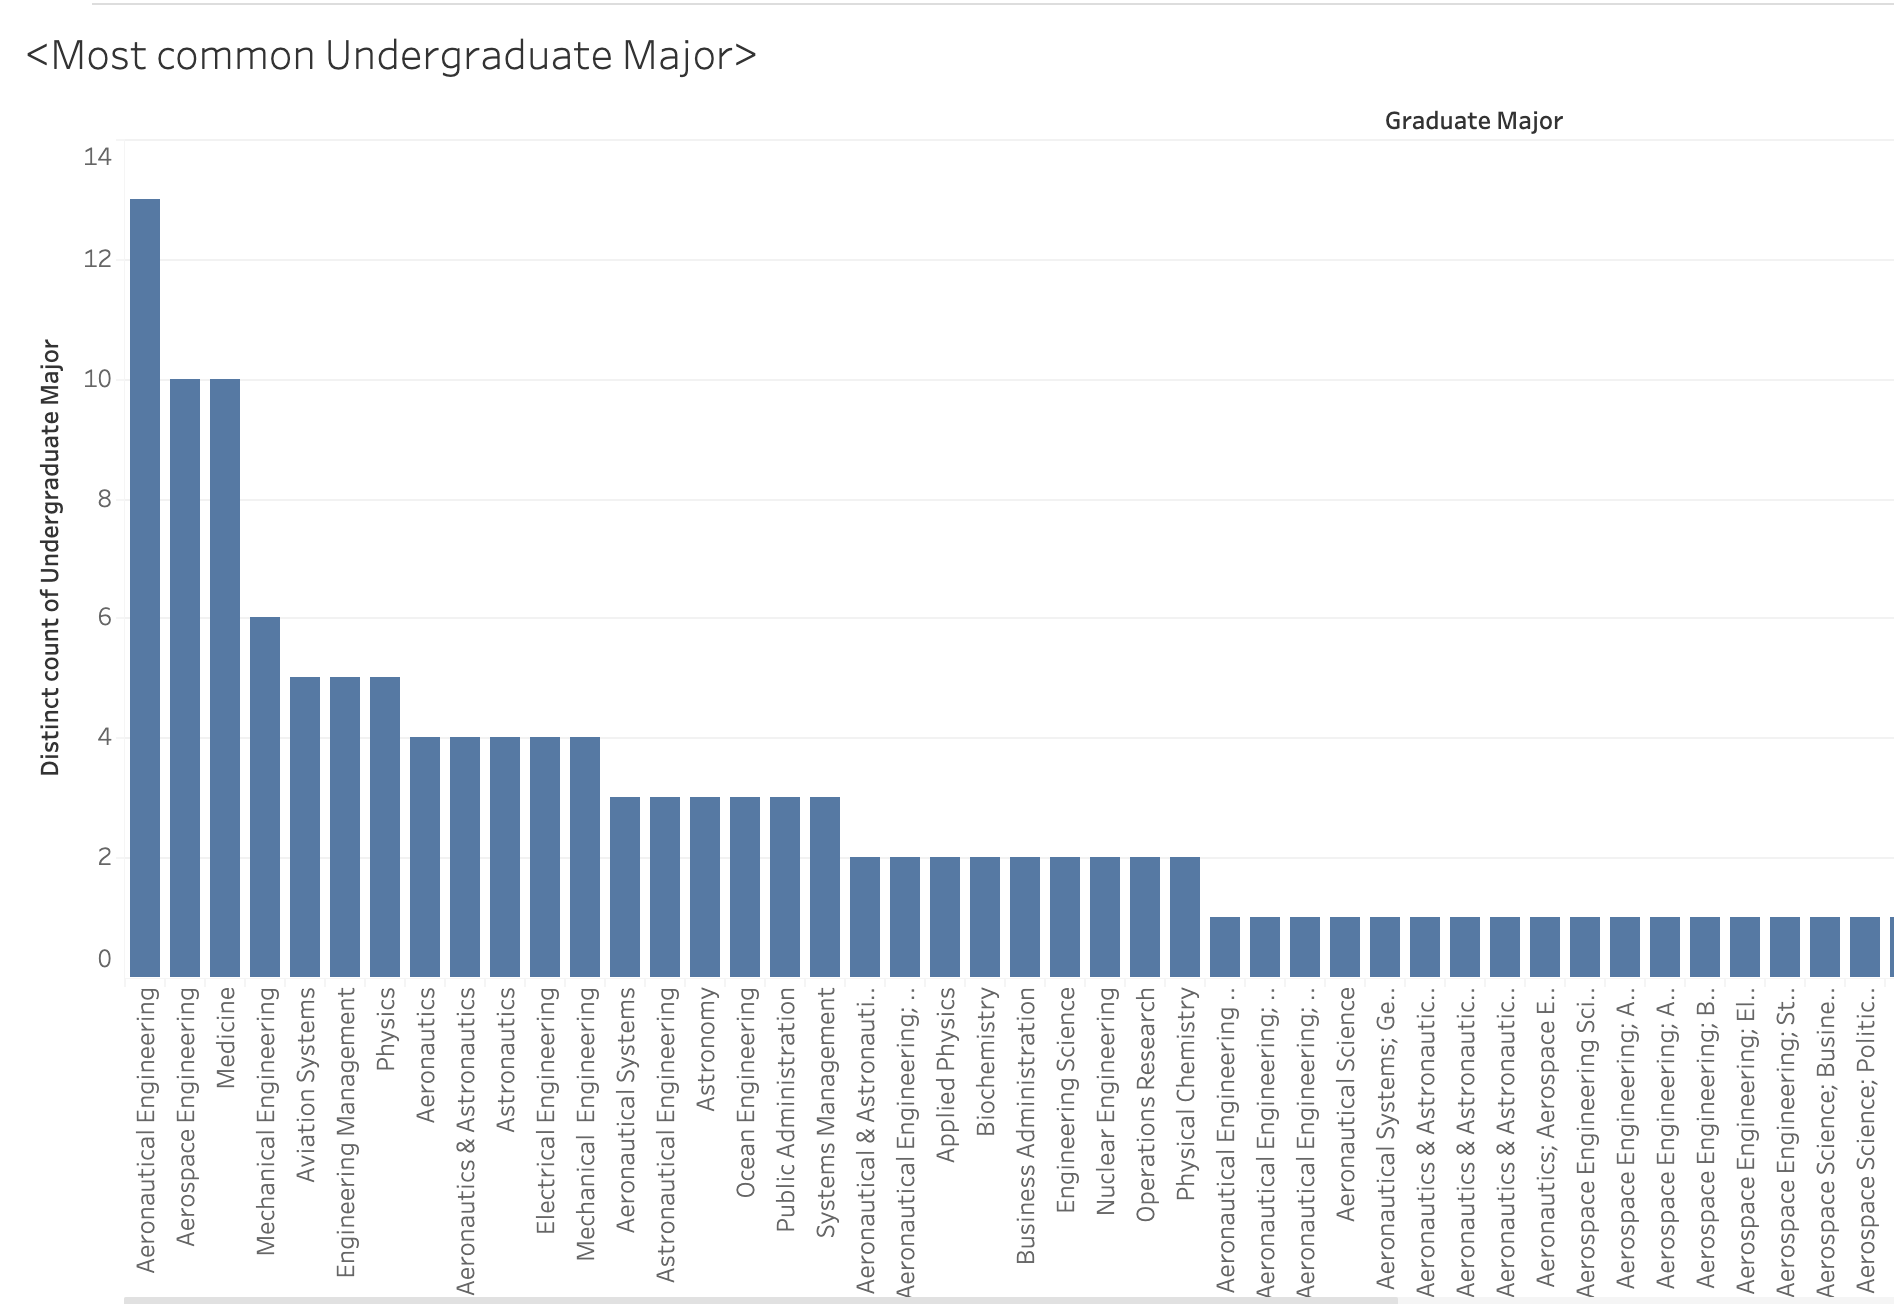 <Most common Undergraduate Major>
Graduate Major
Distinct count of Undergraduate Major
14
12
10
8
6
4
2
0
Aeronautical Engineering
Aerospace Engineering
Medicine
Mechanical Engineering
Aviation Systems
Engineering Management
Physics
Aeronautics
Aeronautics & Astronautics
Astronautics
Electrical Engineering
Mechanical  Engineering
Aeronautical Systems
Astronautical Engineering
Astronomy
Ocean Engineering
Public Administration
Systems Management
Aeronautical & Astronauti..
Aeronautical Engineering; ..
Applied Physics
Biochemistry
Business Administration
Engineering Science
Nuclear Engineering
Operations Research
Physical Chemistry
Aeronautical Engineering ..
Aeronautical Engineering; ..
Aeronautical Engineering; ..
Aeronautical Science
Aeronautical Systems; Ge..
Aeronautics & Astronautic..
Aeronautics & Astronautic..
Aeronautics & Astronautic..
Aeronautics; Aerospace E..
Aerospace Engineering Sci..
Aerospace Engineering; A..
Aerospace Engineering; A..
Aerospace Engineering; B..
Aerospace Engineering; El..
Aerospace Engineering; St..
Aerospace Science; Busine..
Aerospace Science; Politic..